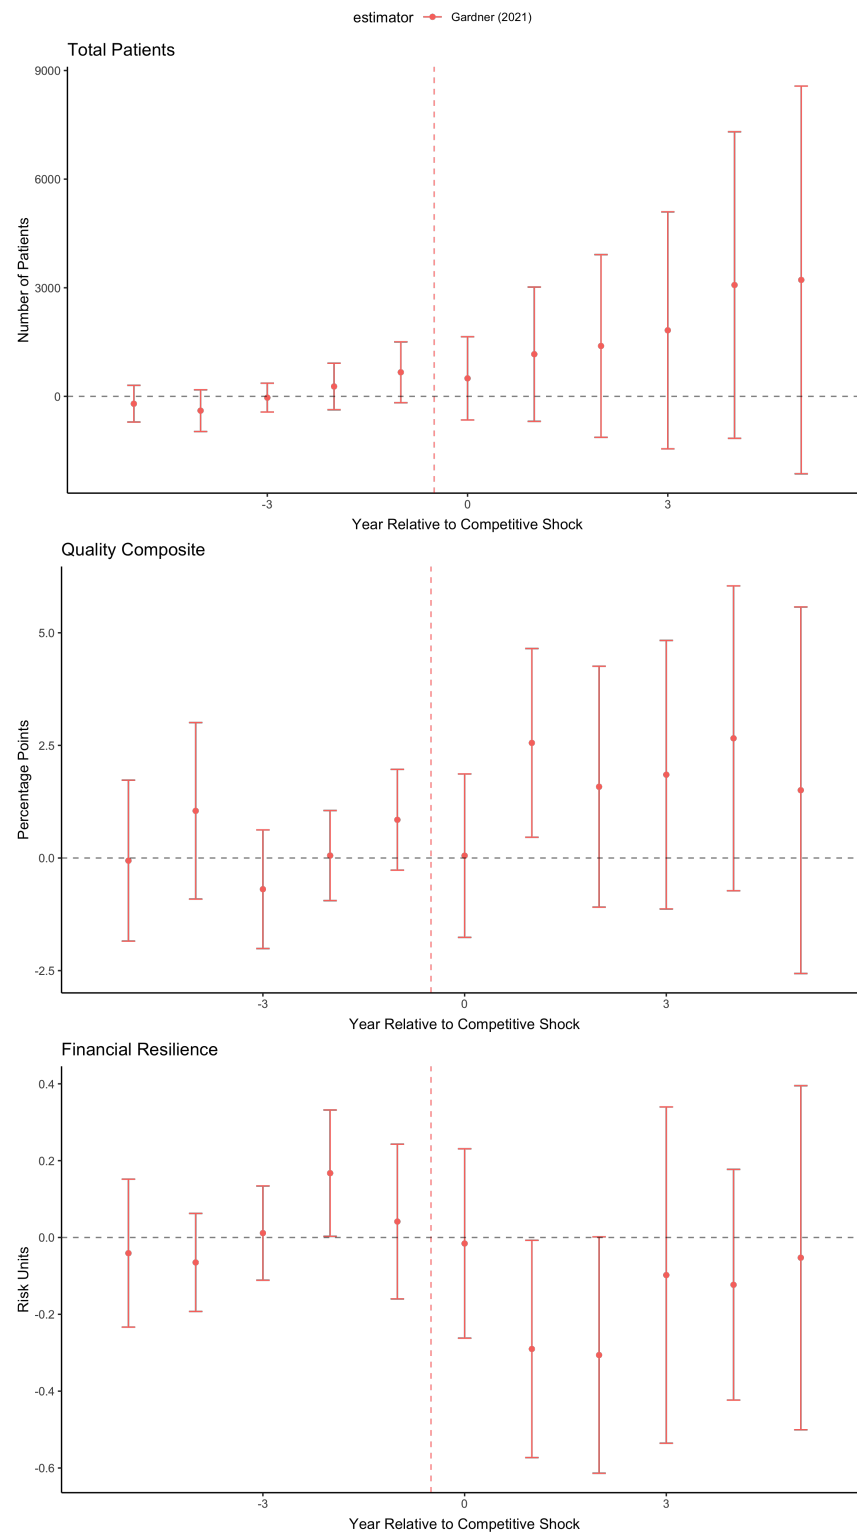 estimator Gardner (2021)
Total Patients
9000
6000
3000
0
Number of Patients
-3 0 3
Year Relative to Competitive Shock
Quality Composite
5.0
2.5
0.0
-2.5
Percentage Points
-3 0 3
Year Relative to Competitive Shock
Financial Resilience
0.4
0.2
0.0
-0.2
-0.4
-0.6
Risk Units
-3 0 3
Year Relative to Competitive Shock